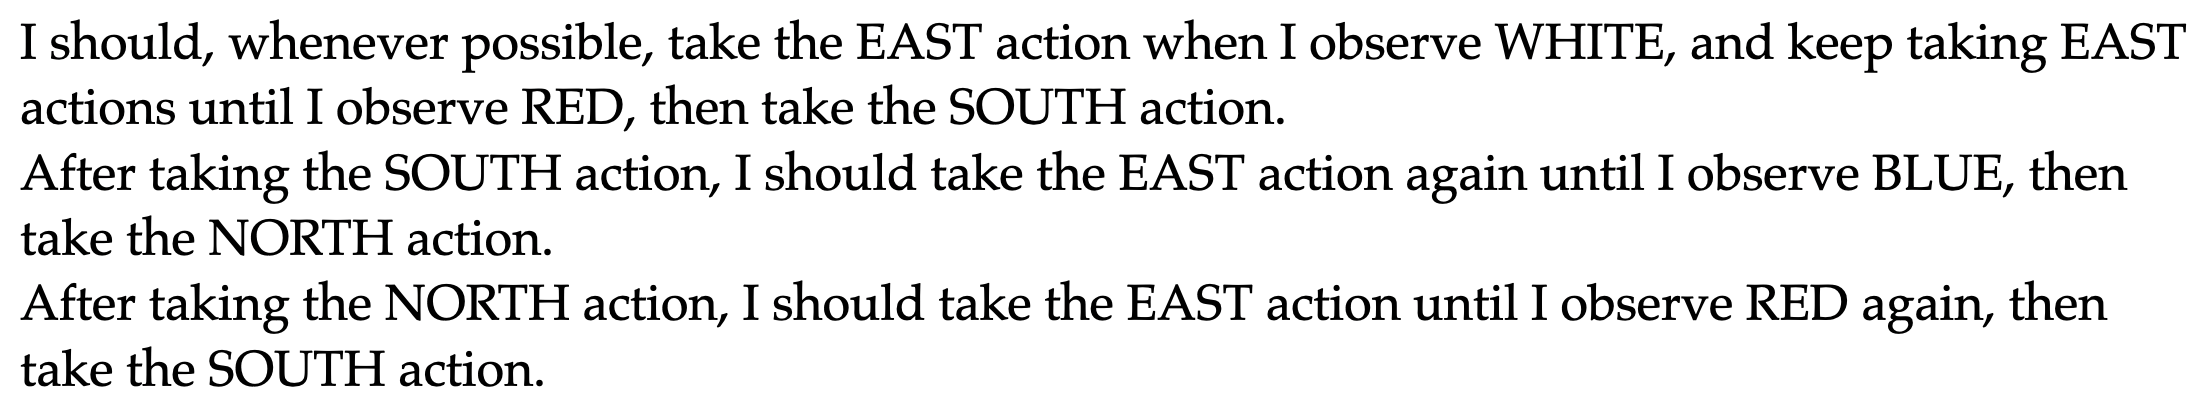 I should, whenever possible, take the EAST action when I observe WHITE, and keep taking EAST
actions until I observe RED, then take the SOUTH action.
After taking the SOUTH action, I should take the EAST action again until I observe BLUE, then
take the NORTH action.
After taking the NORTH action, I should take the EAST action until I observe RED again, then
take the SOUTH action.